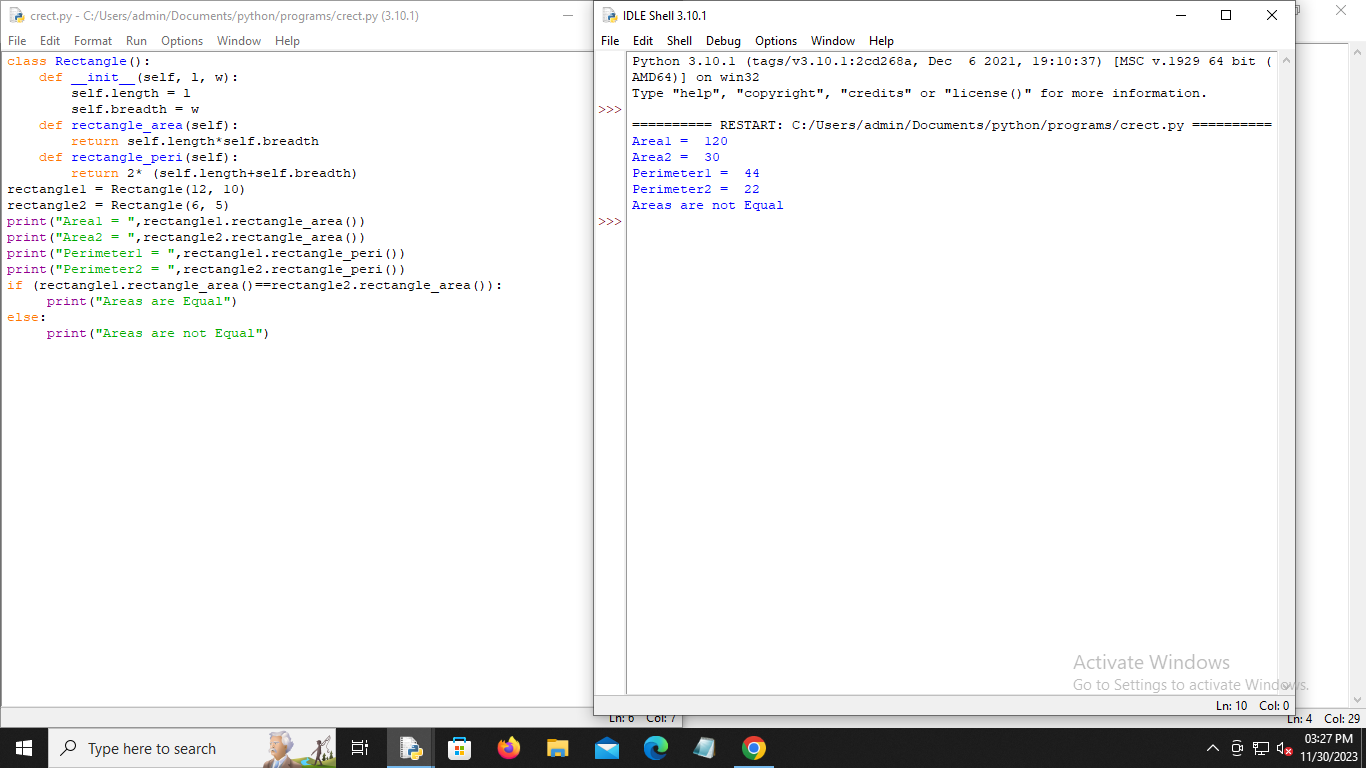 crect.py - C:/Users/admin/Documents/python/programs/crect.py (3.10.1)
File Edit Format Run Options Window Help
class Rectangle():
    def __init__(self, l, w):
        self.length = l
        self.breadth = w
    def rectangle_area(self):
        return self.length*self.breadth
    def rectangle_peri(self):
        return 2* (self.length+self.breadth)
rectangle1 = Rectangle(12, 10)
rectangle2 = Rectangle(6, 5)
print("Area1 = ",rectangle1.rectangle_area())
print("Area2 = ",rectangle2.rectangle_area())
print("Perimeter1 = ",rectangle1.rectangle_peri())
print("Perimeter2 = ",rectangle2.rectangle_peri())
if (rectangle1.rectangle_area()==rectangle2.rectangle_area()):
     print("Areas are Equal")
else:
     print("Areas are not Equal")
Ln: 6 Col: 7
IDLE Shell 3.10.1
File Edit Shell Debug Options Window Help
Python 3.10.1 (tags/v3.10.1:2cd268a, Dec  6 2021, 19:10:37) [MSC v.1929 64 bit (
AMD64)] on win32
Type "help", "copyright", "credits" or "license()" for more information.
>>>
========== RESTART: C:/Users/admin/Documents/python/programs/crect.py ==========
Area1 =  120
Area2 =  30
Perimeter1 =  44
Perimeter2 =  22
Areas are not Equal
>>>
Activate Windows
Go to Settings to activate Windows.
Ln: 10 Col: 0
Ln: 4 Col: 29
Type here to search
03:27 PM
11/30/2023